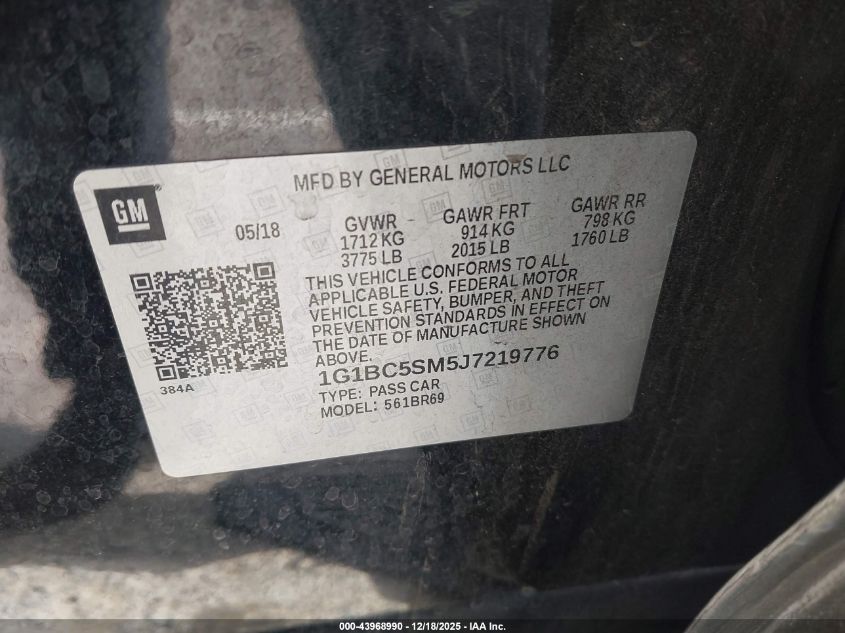 GM
MFD BY GENERAL MOTORS LLC
05/18
GVWR
1712 KG
3775 LB
GAWR FRT
914 KG
2015 LB
GAWR RR
798 KG
1760 LB
THIS VEHICLE CONFORMS TO ALL
APPLICABLE U.S. FEDERAL MOTOR
VEHICLE SAFETY, BUMPER, AND THEFT
PREVENTION STANDARDS IN EFFECT ON
THE DATE OF MANUFACTURE SHOWN
ABOVE.
384A
1G1BC5SM5J7219776
TYPE: PASS CAR
MODEL: 561BR69
000-43968990 - 12/18/2025 - IAA Inc.